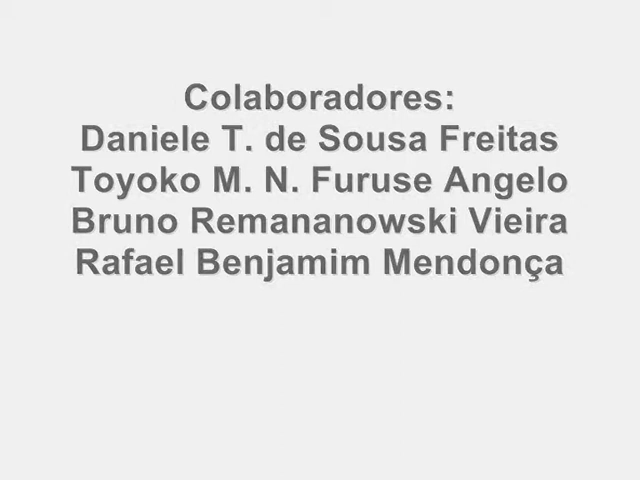 Colaboradores:
Daniele T. de Sousa Freitas
Toyoko M. N. Furuse Angelo
Bruno Remananowski Vieira
Rafael Benjamim Mendonça